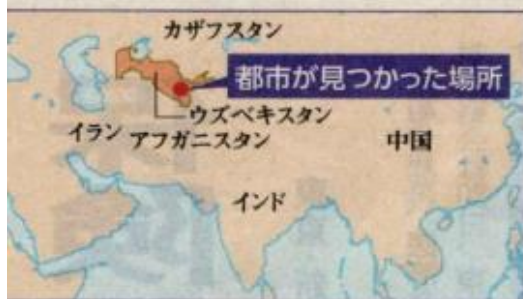 カザフスタン
都市が見つかった場所
ウズベキスタン
イラン
アフガニスタン
中国
インド